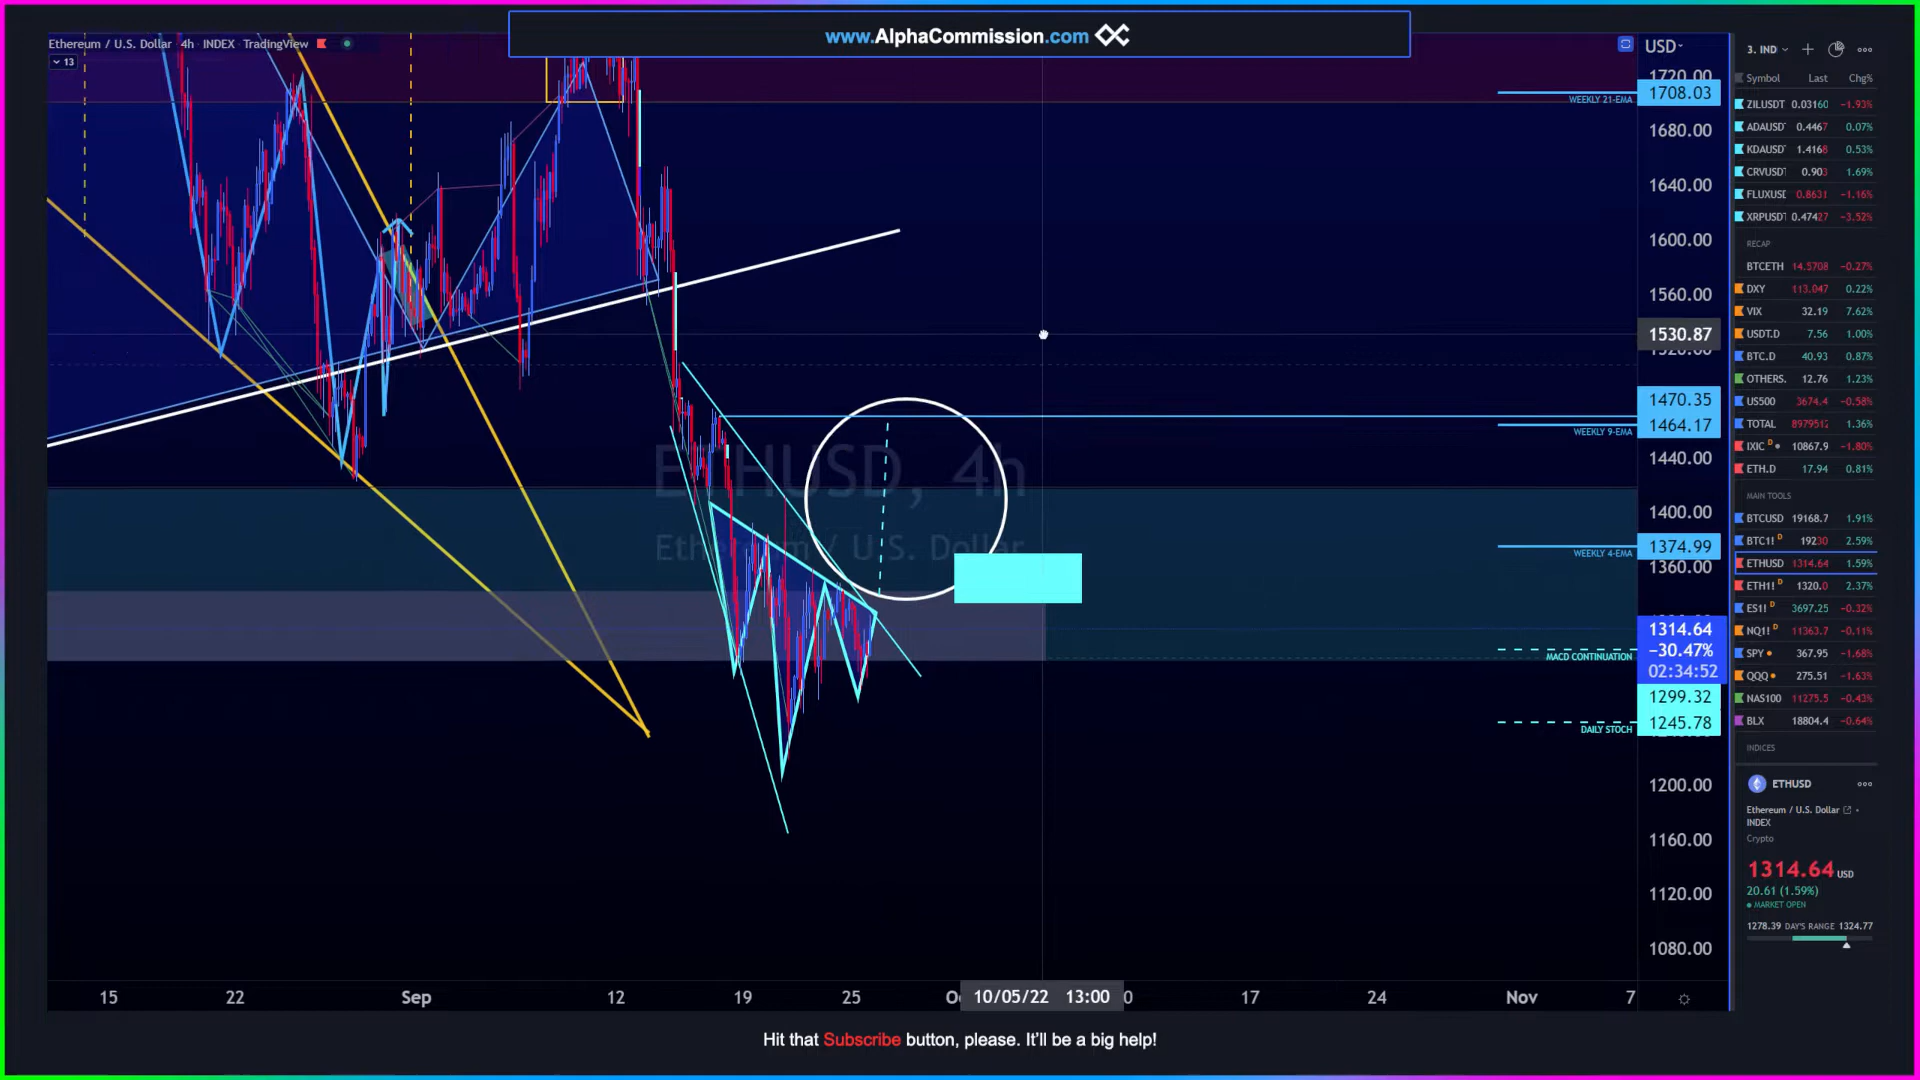 www.AlphaCommission.com
Ethereum / U.S. Dollar · 4h · INDEX · TradingView
13
ETHUSD, 4h
Ethereum / U.S. Dollar
WEEKLY 21-EMA
WEEKLY 9-EMA
WEEKLY 4-EMA
MACD CONTINUATION
DAILY STOCH
USD
1720.00
1708.03
1680.00
1640.00
1600.00
1560.00
1530.87
1470.35
1464.17
1440.00
1400.00
1374.99
1360.00
1314.64
−30.47%
02:34:52
1299.32
1245.78
1200.00
1160.00
1120.00
1080.00
15 22 Sep 12 19 25 10/05/22 13:00 17 24 Nov 7
3. IND
Symbol Last Chg%
ZILUSDT 0.03160 −1.93%
ADAUSD 0.4467 0.07%
KDAUSD 1.4168 0.53%
CRVUSD 0.903 1.69%
FLUXUSD 0.8631 −1.16%
XRPUSD 0.47427 −3.52%
RECAP
BTCETH 14.5708 −0.27%
DXY 113.047 0.22%
VIX 32.19 7.62%
USDT.D 7.56 1.00%
BTC.D 40.93 0.87%
OTHERS. 12.76 1.23%
US500 3674.4 −0.58%
TOTAL 8979512 1.36%
IXIC D 10867.9 −1.80%
ETH.D 17.94 0.81%
MAIN TOOLS
BTCUSD 19168.7 1.91%
BTC1! D 19230 2.59%
ETHUSD 1314.64 1.59%
ETH1! D 1320.0 2.37%
ES1! D 3697.25 −0.32%
NQ1! D 11363.7 −0.11%
SPY 367.95 −1.68%
QQQ 275.51 −1.63%
NAS100 11275.5 −0.43%
BLX 18804.4 −0.64%
INDICES
ETHUSD
Ethereum / U.S. Dollar
INDEX
Crypto
1314.64 USD
20.61 (1.59%)
MARKET OPEN
1278.39 DAY'S RANGE 1324.77
Hit that Subscribe button, please. It'll be a big help!